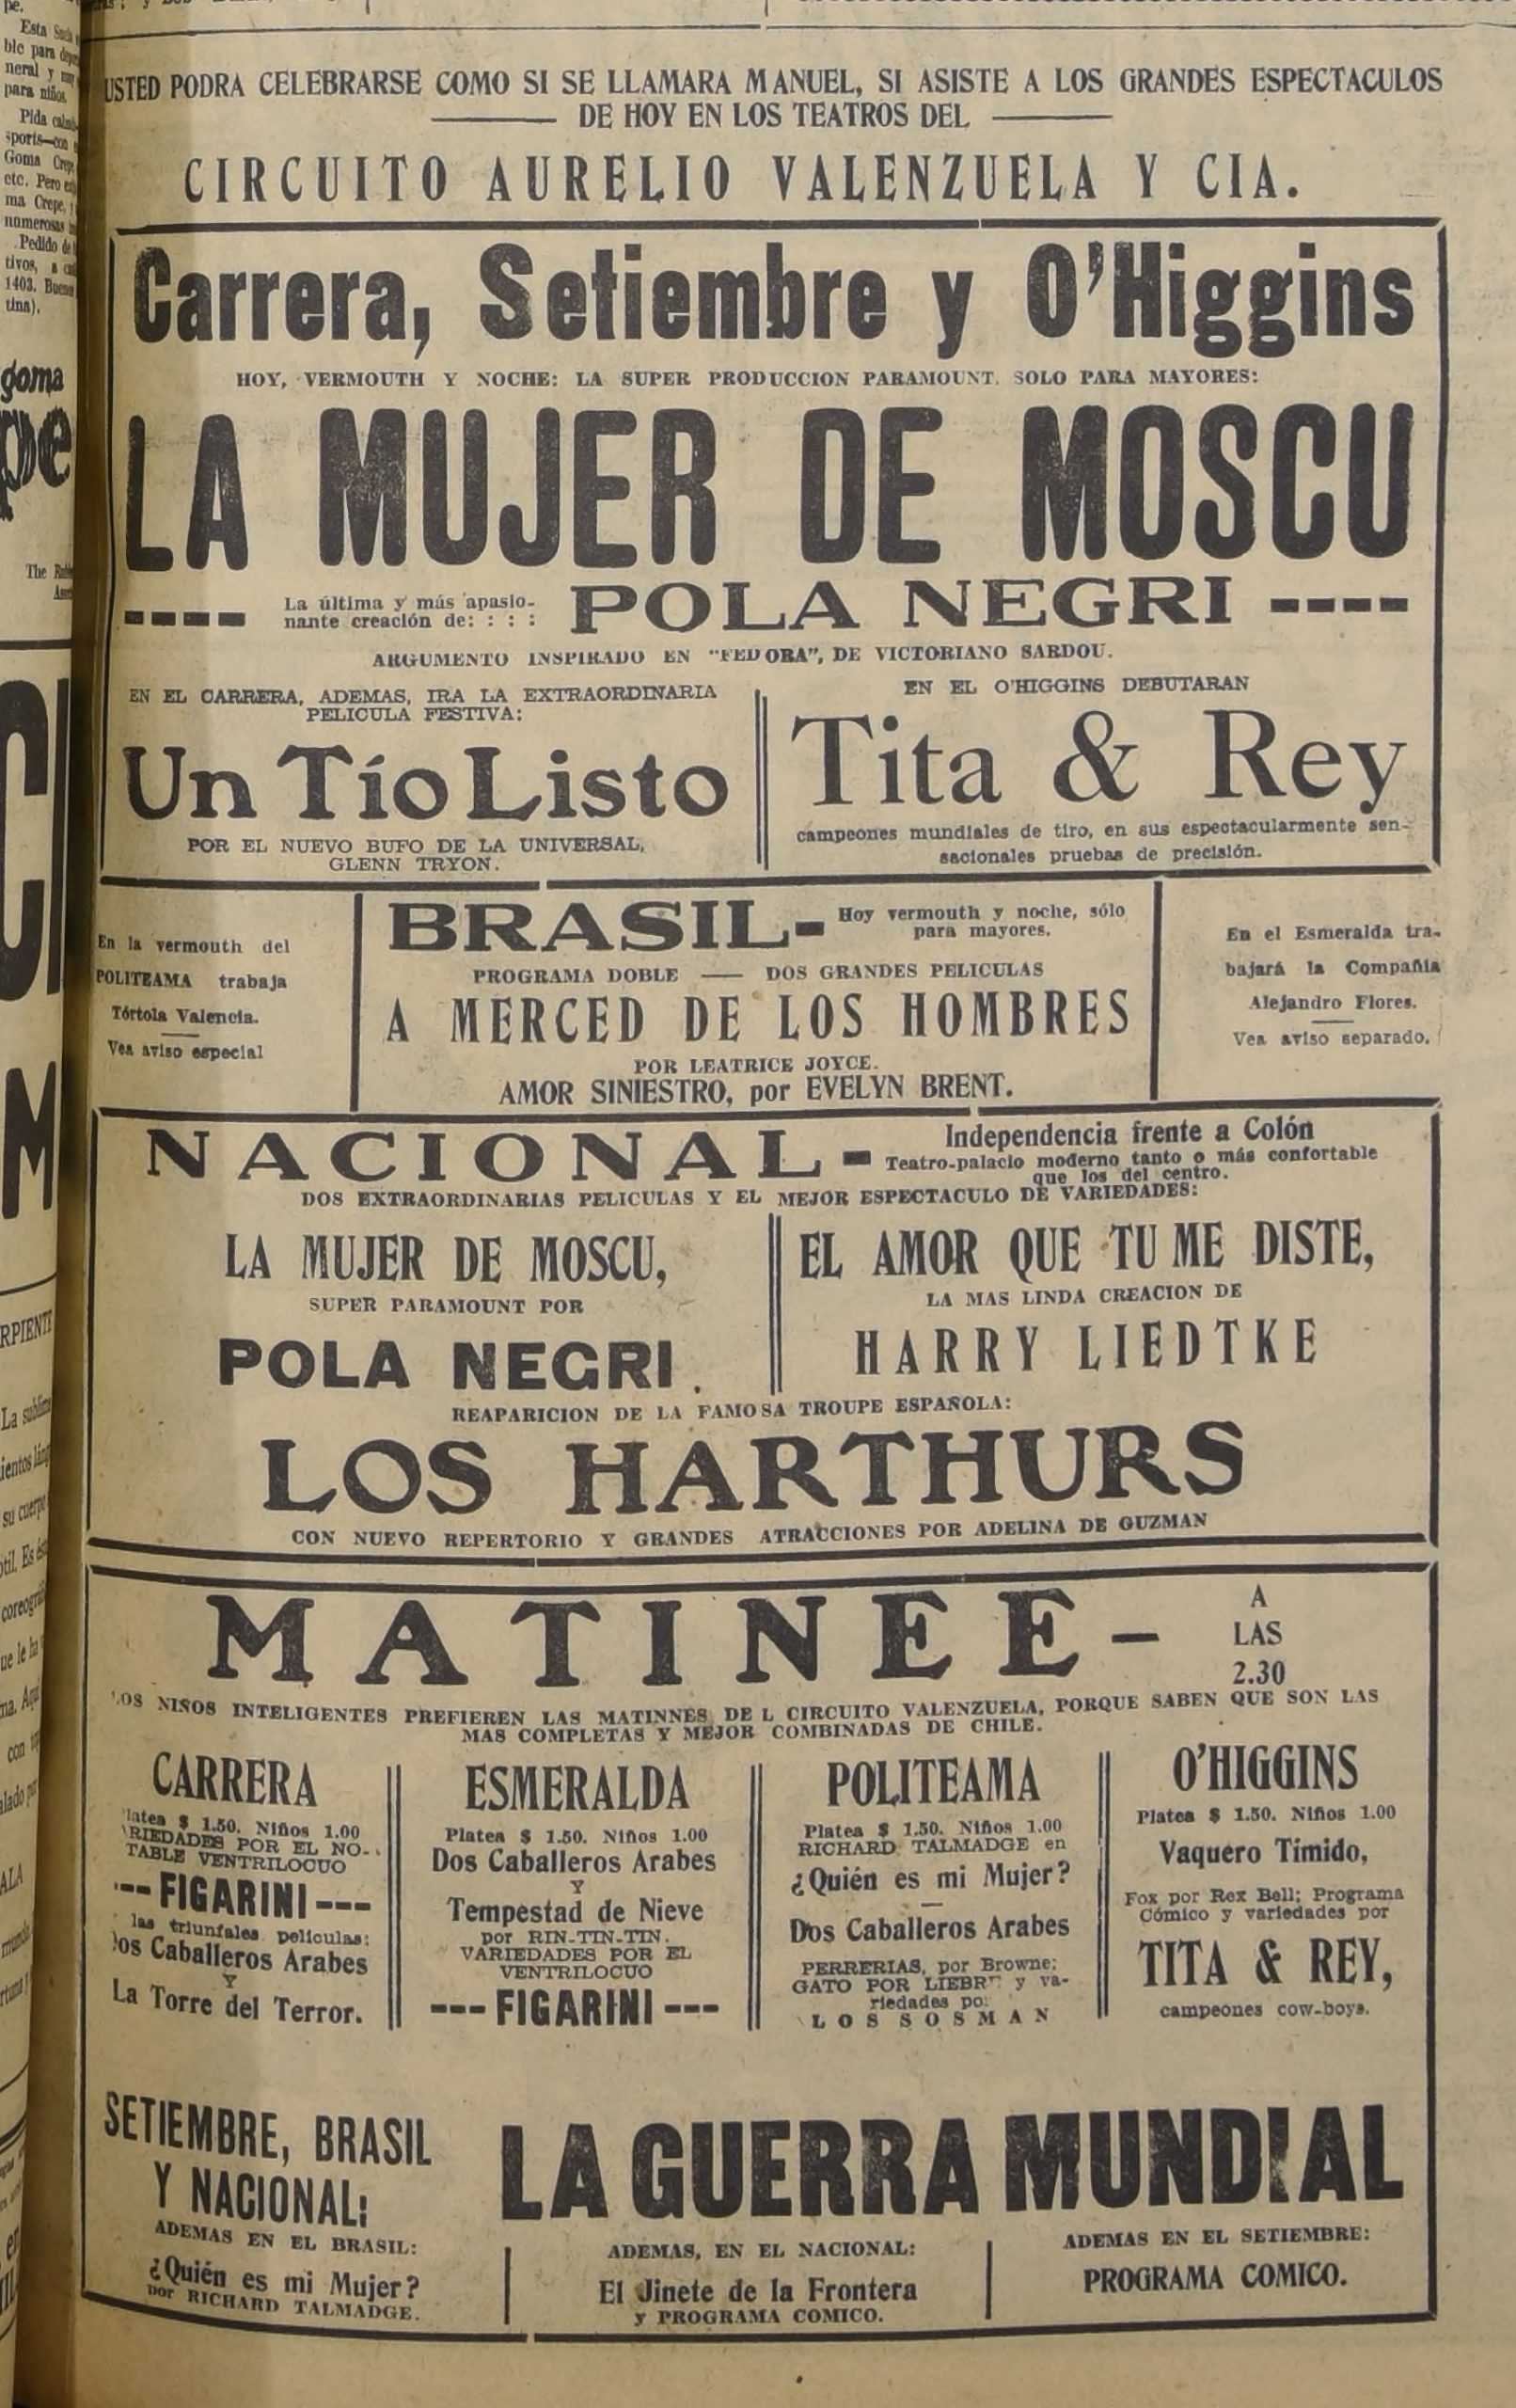 USTED PODRA CELEBRARSE COMO SI SE LLAMARA MANUEL, SI ASISTE A LOS GRANDES ESPECTACULOS
DE HOY EN LOS TEATROS DEL
CIRCUITO AURELIO VALENZUELA Y CIA.
Carrera, Setiembre y O'Higgins
HOY, VERMOUTH Y NOCHE: LA SUPER PRODUCCION PARAMOUNT. SOLO PARA MAYORES:
LA MUJER DE MOSCU
La última y más apasio-
nante creación de: : : :
POLA NEGRI
ARGUMENTO INSPIRADO EN "FEDORA", DE VICTORIANO SARDOU.
EN EL CARRERA, ADEMAS, IRA LA EXTRAORDINARIA
PELICULA FESTIVA:
Un Tío Listo
POR EL NUEVO BUFO DE LA UNIVERSAL,
GLENN TRYON.
EN EL O'HIGGINS DEBUTARAN
Tita & Rey
campeones mundiales de tiro, en sus espectacularmente sen-
sacionales pruebas de precisión.
En la vermouth del
POLITEAMA trabaja
Tórtola Valencia.
Vea aviso especial
BRASIL-
Hoy vermouth y noche, sólo
para mayores.
PROGRAMA DOBLE — DOS GRANDES PELICULAS
A MERCED DE LOS HOMBRES
POR LEATRICE JOYCE.
AMOR SINIESTRO, por EVELYN BRENT.
En el Esmeralda tra-
bajará la Compañía
Alejandro Flores.
Vea aviso separado.
NACIONAL-
Independencia frente a Colón
Teatro-palacio moderno tanto o más confortable
que los del centro.
DOS EXTRAORDINARIAS PELICULAS Y EL MEJOR ESPECTACULO DE VARIEDADES:
LA MUJER DE MOSCU,
SUPER PARAMOUNT POR
POLA NEGRI.
EL AMOR QUE TU ME DISTE,
LA MAS LINDA CREACION DE
HARRY LIEDTKE
REAPARICION DE LA FAMOSA TROUPE ESPAÑOLA:
LOS HARTHURS
CON NUEVO REPERTORIO Y GRANDES ATRACCIONES POR ADELINA DE GUZMAN
MATINEE-
A
LAS
2.30
LOS NIÑOS INTELIGENTES PREFIEREN LAS MATINNES DE L CIRCUITO VALENZUELA, PORQUE SABEN QUE SON LAS
MAS COMPLETAS Y MEJOR COMBINADAS DE CHILE.
CARRERA
Platea $ 1.50. Niños 1.00
VARIEDADES POR EL NO-
TABLE VENTRILOCUO
--FIGARINI---
las triunfales películas:
Dos Caballeros Arabes
Y
La Torre del Terror.
ESMERALDA
Platea $ 1.50. Niños 1.00
Dos Caballeros Arabes
Y
Tempestad de Nieve
por RIN-TIN-TIN.
VARIEDADES POR EL
VENTRILOCUO
---FIGARINI---
POLITEAMA
Platea $ 1.50. Niños 1.00
RICHARD TALMADGE en
¿Quién es mi Mujer?
Dos Caballeros Arabes
PERRERIAS, por Browne;
GATO POR LIEBRE y va-
riedades por
LOS SOSMAN
O'HIGGINS
Platea $ 1.50. Niños 1.00
Vaquero Tímido,
Fox por Rex Bell; Programa
Cómico y variedades por
TITA & REY,
campeones cow-boys.
SETIEMBRE, BRASIL
Y NACIONAL:
LA GUERRA MUNDIAL
ADEMAS EN EL BRASIL:
¿Quién es mi Mujer?
por RICHARD TALMADGE.
ADEMAS, EN EL NACIONAL:
El Jinete de la Frontera
y PROGRAMA COMICO.
ADEMAS EN EL SETIEMBRE:
PROGRAMA COMICO.